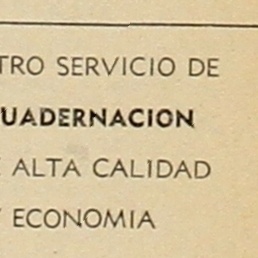 TRO SERVICIO DE
UADERNACION
ALTA CALIDAD
Y ECONOMIA